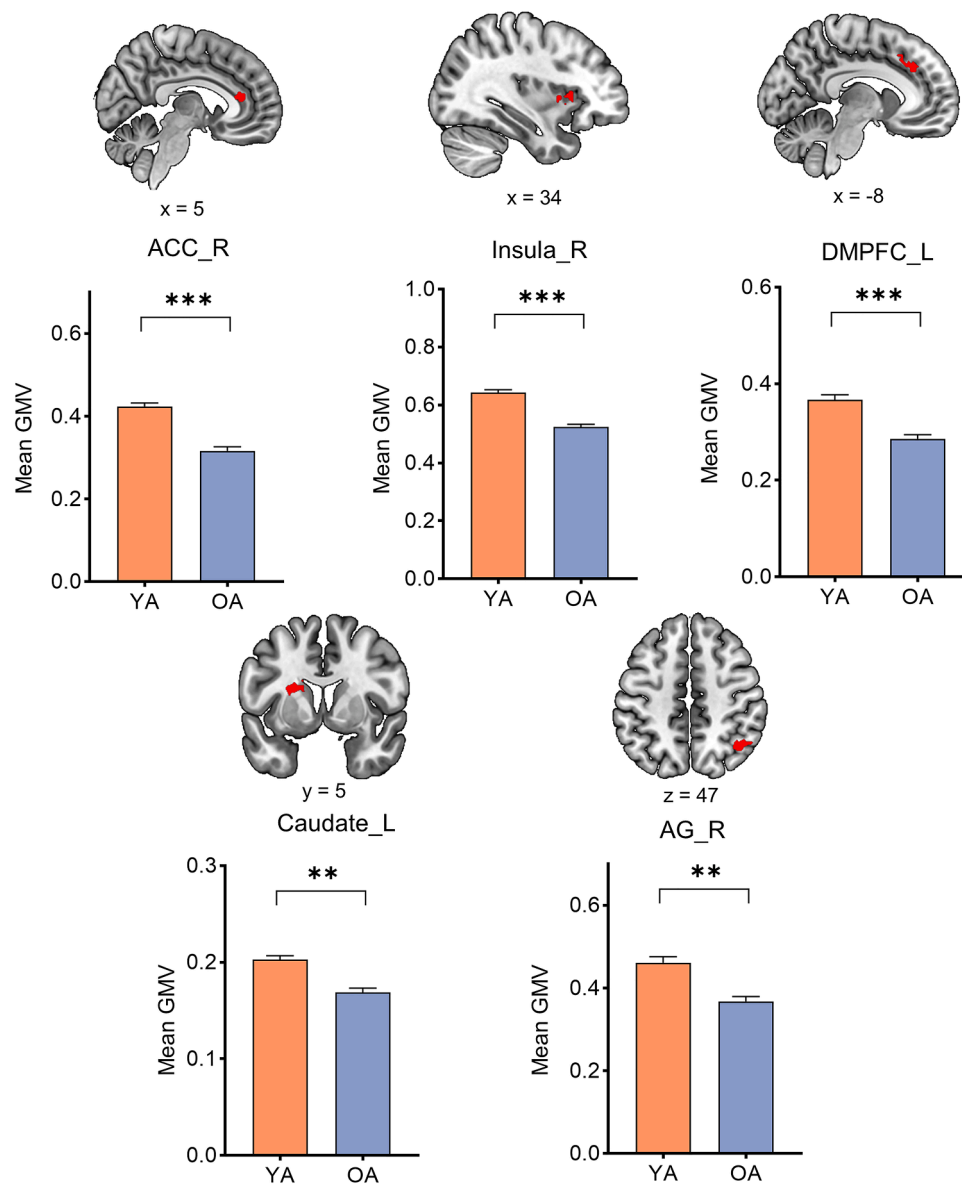 x = 5
x = 34
x = -8
ACC_R
Insula_R
DMPFC_L
Mean GMV
0.6
0.4
0.2
0.0
***
YA
OA
Mean GMV
1.0
0.8
0.6
0.4
0.2
0.0
***
YA
OA
Mean GMV
0.6
0.4
0.2
0.0
***
YA
OA
y = 5
z = 47
Caudate_L
AG_R
Mean GMV
0.3
0.2
0.1
0.0
**
YA
OA
Mean GMV
0.6
0.4
0.2
0.0
**
YA
OA